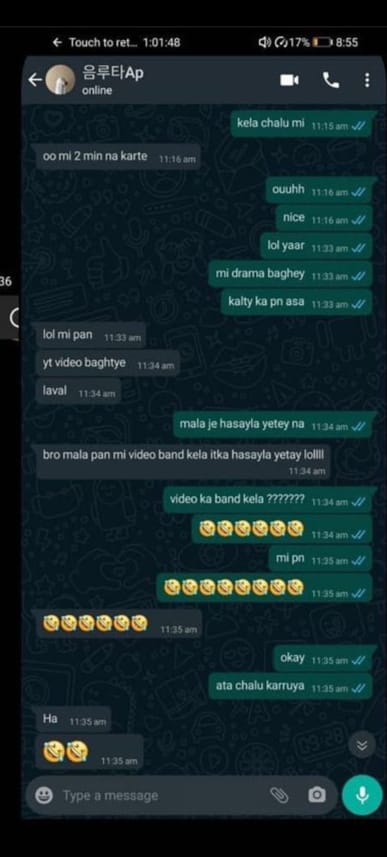 ← Touch to ret... 1:01:48 17% 8:55
음루타Ap
online
kela chalu mi 11:15 am
oo mi 2 min na karte 11:16 am
ouuhh 11:16 am
nice 11:16 am
lol yaar 11:33 am
36
mi drama baghey 11:33 am
kalty ka pn asa 11:33 am
lol mi pan 11:33 am
yt video baghtye 11:34 am
laval 11:34 am
mala je hasayla yetey na 11:34 am
bro mala pan mi video band kela itka hasayla yetay lollll
11:34 am
video ka band kela ??????? 11:34 am
🤣🤣🤣🤣🤣🤣 11:34 am
mi pn 11:35 am
🤣🤣🤣🤣🤣🤣🤣🤣 11:35 am
🤣🤣🤣🤣🤣🤣 11:35 am
okay 11:35 am
ata chalu karruya 11:35 am
Ha 11:35 am
🤣🤣 11:35 am
Type a message